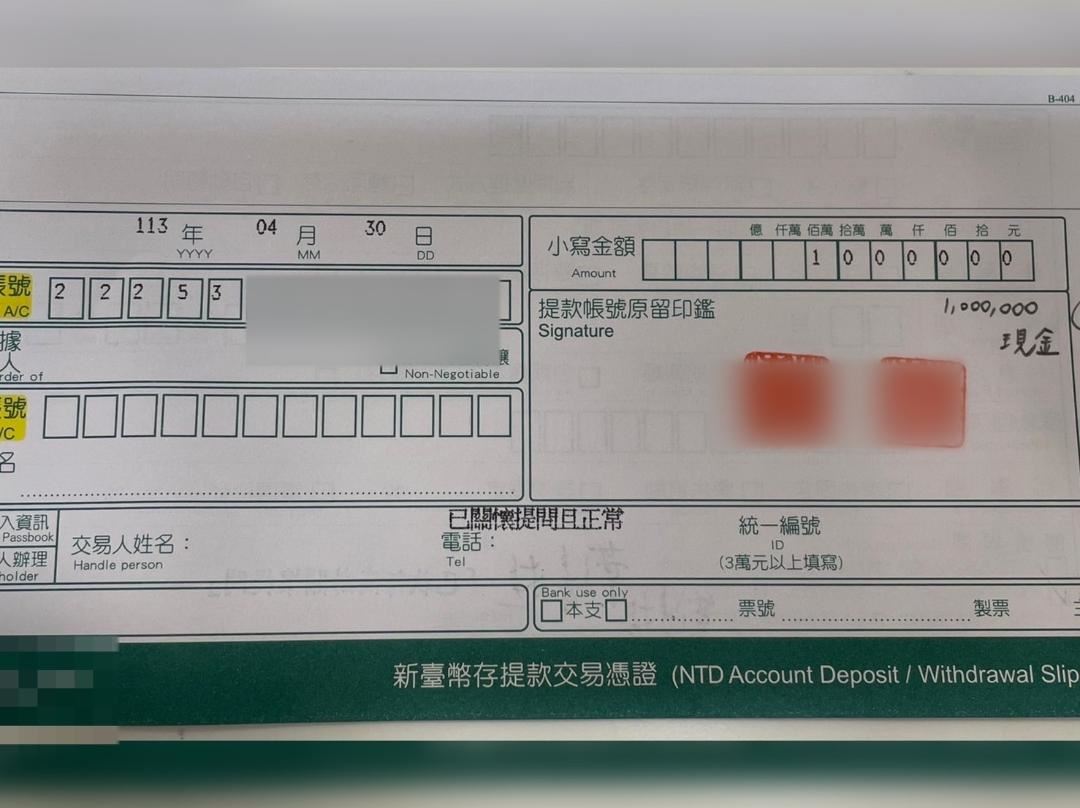 B-404
113 年 04 月 30 日
YYYY MM DD
億 仟萬 佰萬 拾萬 萬 仟 佰 拾 元
小寫金額 1 0 0 0 0 0 0
Amount
帳號 2 2 2 5 3
A/C
提款帳號原留印鑑 1,000,000
Signature 現金
據
人
rder of
Non-Negotiable
號
/C
名
入資訊
Passbook
人辦理
holder
已關懷提問且正常
交易人姓名：
Handle person
電話：
Tel
統一編號
ID
(3萬元以上填寫)
Bank use only
本支 票號 製票
新臺幣存提款交易憑證 (NTD Account Deposit / Withdrawal Slip